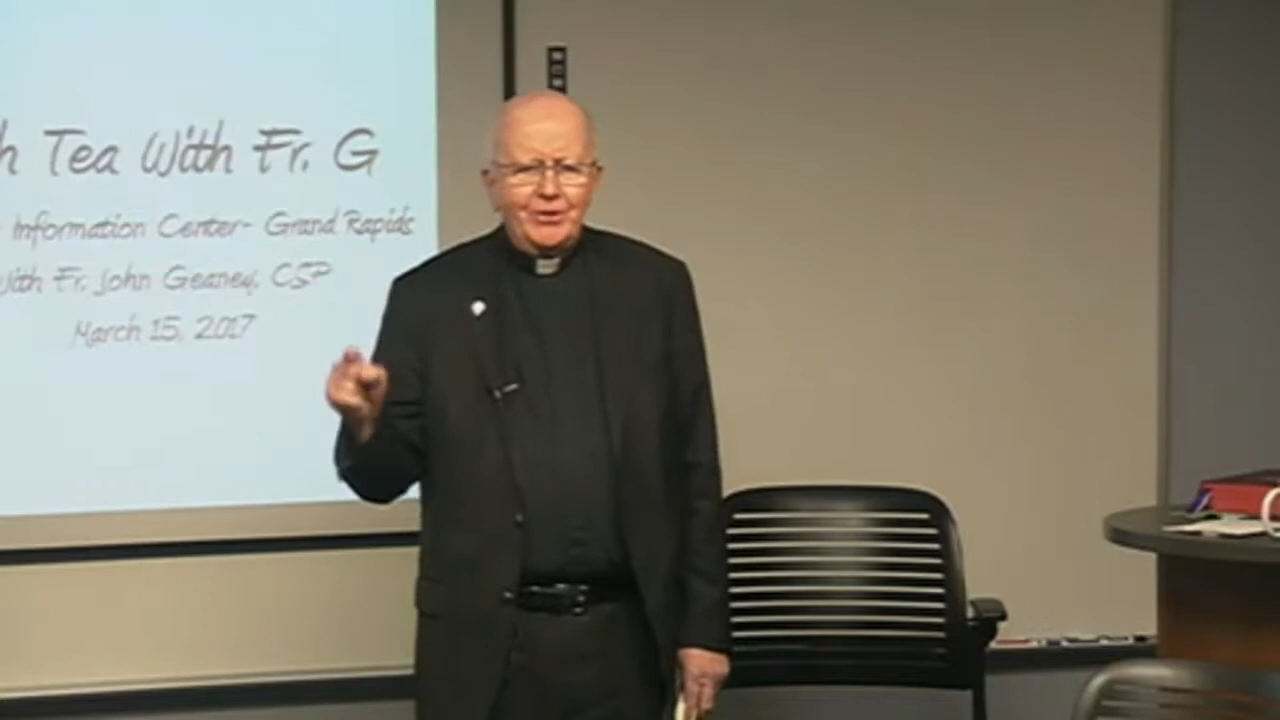 h Tea With Fr. G
Information Center- Grand Rapids
with Fr. John Geaney, CSP
March 15, 2017